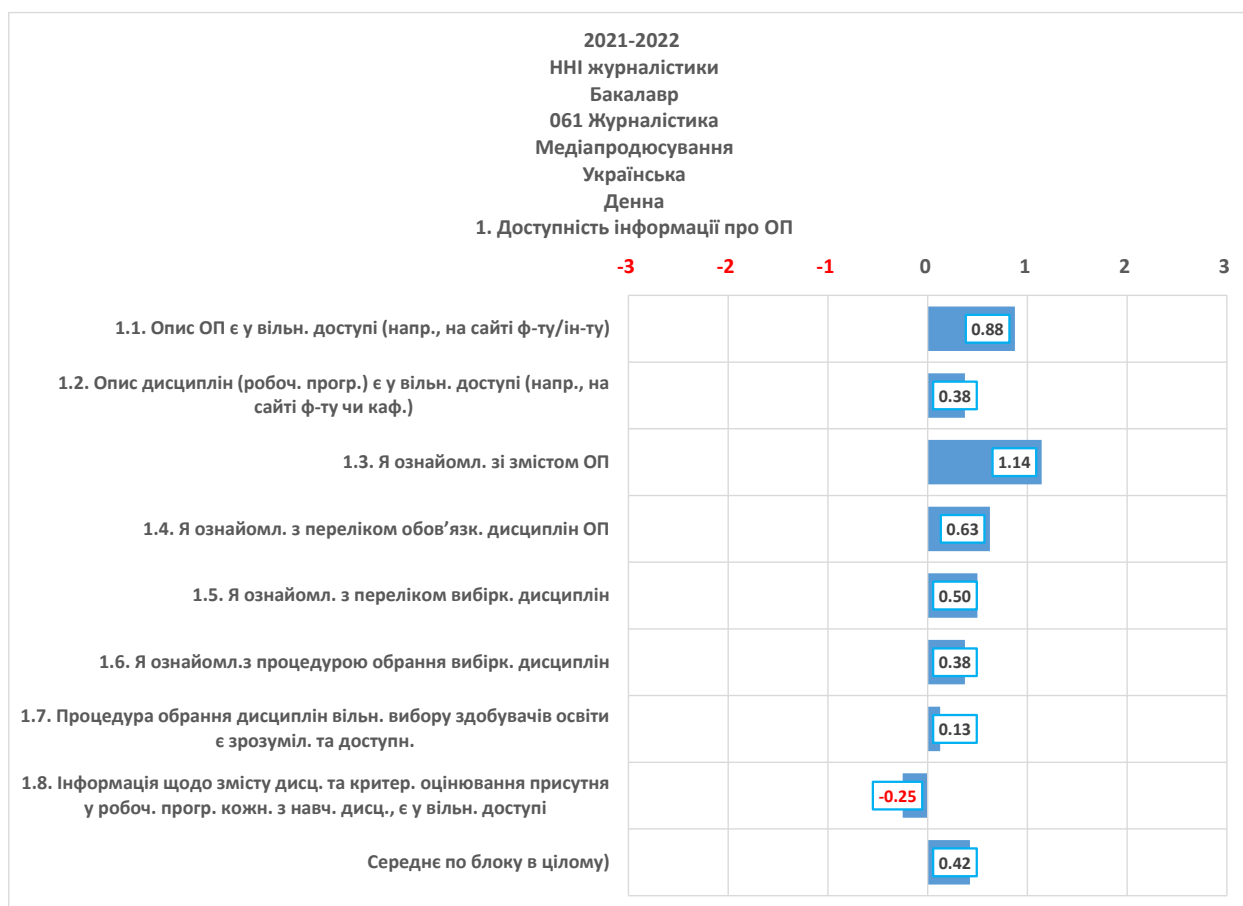 2021-2022
ННІ журналістики
Бакалавр
061 Журналістика
Медіапродюсування
Українська
Денна
1. Доступність інформації про ОП
-3 -2 -1 0 1 2 3
1.1. Опис ОП є у вільн. доступі (напр., на сайті ф-ту/ін-ту)
0.88
1.2. Опис дисциплін (робоч. прогр.) є у вільн. доступі (напр., на
сайті ф-ту чи каф.)
0.38
1.3. Я ознайомл. зі змістом ОП
1.14
1.4. Я ознайомл. з переліком обов’язк. дисциплін ОП
0.63
1.5. Я ознайомл. з переліком вибірк. дисциплін
0.50
1.6. Я ознайомл.з процедурою обрання вибірк. дисциплін
0.38
1.7. Процедура обрання дисциплін вільн. вибору здобувачів освіти
є зрозуміл. та доступн.
0.13
1.8. Інформація щодо змісту дисц. та критер. оцінювання присутня
у робоч. прогр. кожн. з навч. дисц., є у вільн. доступі
-0.25
Середнє по блоку в цілому)
0.42